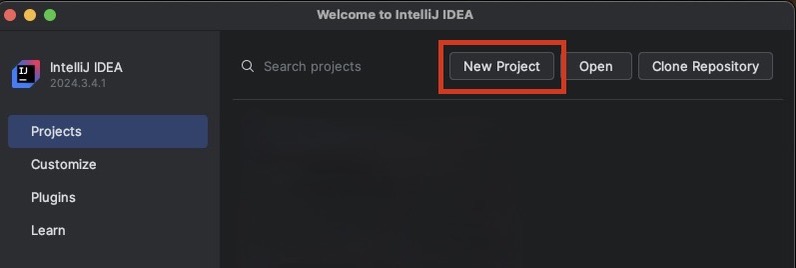 Welcome to IntelliJ IDEA
IJ
IntelliJ IDEA
2024.3.4.1
Search projects
New Project
Open
Clone Repository
Projects
Customize
Plugins
Learn